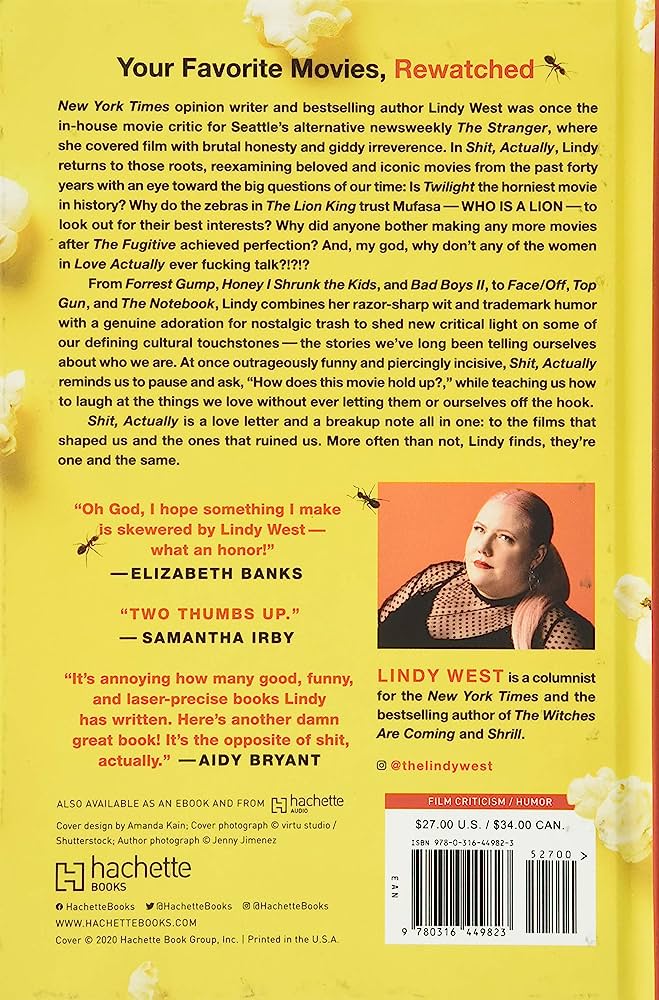 Your Favorite Movies, Rewatched
New York Times opinion writer and bestselling author Lindy West was once the
in-house movie critic for Seattle's alternative newsweekly The Stranger, where
she covered film with brutal honesty and giddy irreverence. In Shit, Actually, Lindy
returns to those roots, reexamining beloved and iconic movies from the past forty
years with an eye toward the big questions of our time: Is Twilight the horniest movie
in history? Why do the zebras in The Lion King trust Mufasa — WHO IS A LION — to
look out for their best interests? Why did anyone bother making any more movies
after The Fugitive achieved perfection? And, my god, why don't any of the women
in Love Actually ever fucking talk?!?!?
From Forrest Gump, Honey I Shrunk the Kids, and Bad Boys II, to Face/Off, Top
Gun, and The Notebook, Lindy combines her razor-sharp wit and trademark humor
with a genuine adoration for nostalgic trash to shed new critical light on some of
our defining cultural touchstones — the stories we've long been telling ourselves
about who we are. At once outrageously funny and piercingly incisive, Shit, Actually
reminds us to pause and ask, "How does this movie hold up?," while teaching us how
to laugh at the things we love without ever letting them or ourselves off the hook.
Shit, Actually is a love letter and a breakup note all in one: to the films that
shaped us and the ones that ruined us. More often than not, Lindy finds, they're
one and the same.
"Oh God, I hope something I make
is skewered by Lindy West —
what an honor!"
— ELIZABETH BANKS
"TWO THUMBS UP."
— SAMANTHA IRBY
"It's annoying how many good, funny,
and laser-precise books Lindy
has written. Here's another damn
great book! It's the opposite of shit,
actually." — AIDY BRYANT
LINDY WEST is a columnist
for the New York Times and the
bestselling author of The Witches
Are Coming and Shrill.
@thelindywest
ALSO AVAILABLE AS AN EBOOK AND FROM hachette
AUDIO
Cover design by Amanda Kain; Cover photograph © virtu studio /
Shutterstock; Author photograph © Jenny Jimenez
hachette
BOOKS
HachetteBooks @HachetteBooks @HachetteBooks
WWW.HACHETTEBOOKS.COM
Cover © 2020 Hachette Book Group, Inc. | Printed in the U.S.A.
FILM CRITICISM / HUMOR
$27.00 U.S. / $34.00 CAN.
ISBN 978-0-316-44982-3
52700
EAN
9 780316 449823